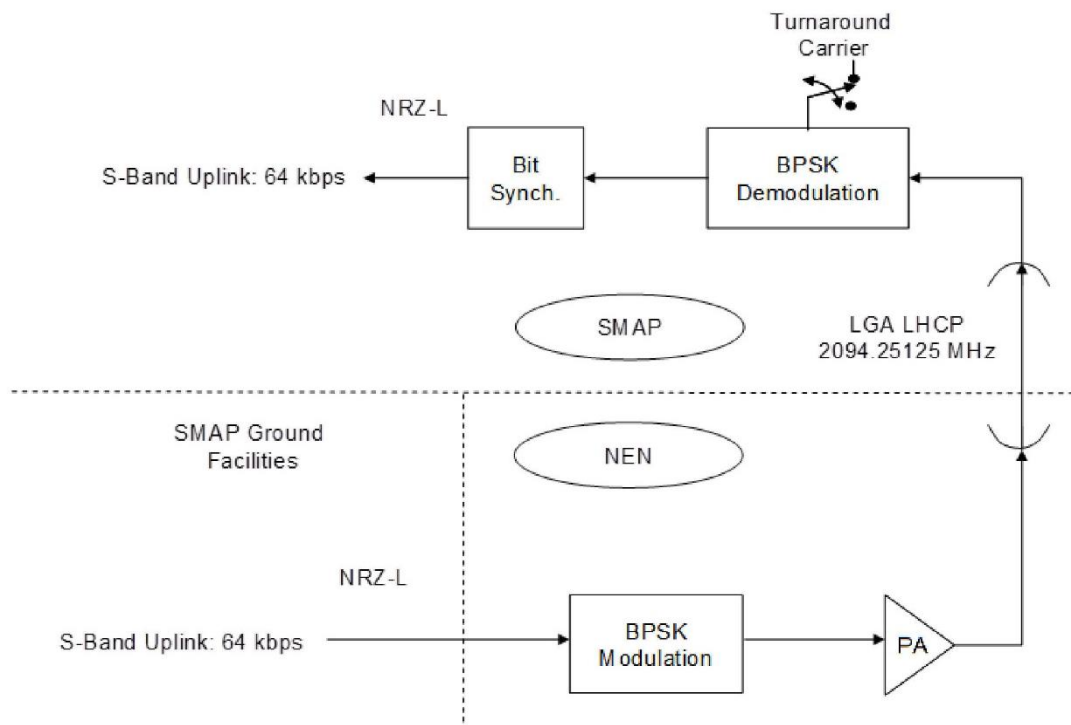 Turnaround
Carrier
NRZ-L
S-Band Uplink: 64 kbps
Bit
Synch.
BPSK
Demodulation
SMAP
LGA LHCP
2094.25125 MHz
SMAP Ground
Facilities
NEN
NRZ-L
S-Band Uplink: 64 kbps
BPSK
Modulation
PA